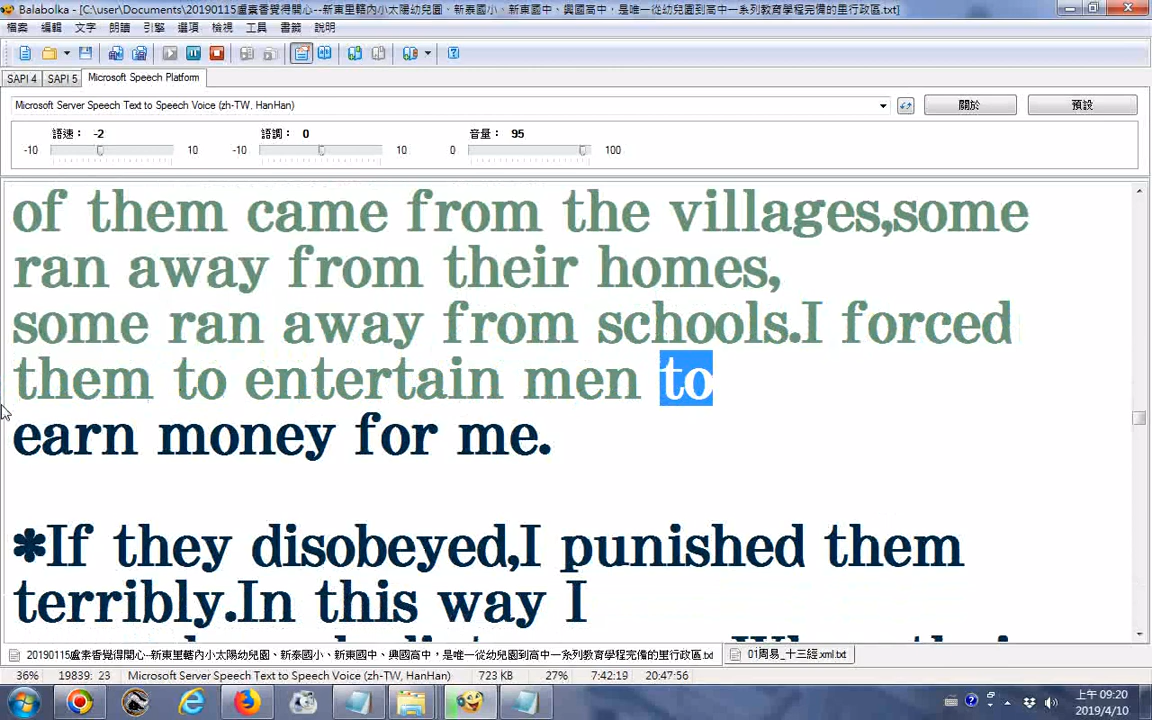 Balabolka - [C:\user\Documents\20190115盧素香覺得開心--新東里轄內小太陽幼兒園、新泰國小、新東國中、興國高中，是唯一從幼兒園到高中一系列教育學程完備的里行政區.txt]
檔案 編輯 文字 朗讀 引擎 選項 檢視 工具 書籤 說明
SAPI 4 SAPI 5 Microsoft Speech Platform
Microsoft Server Speech Text to Speech Voice (zh-TW, HanHan) 關於 預設
語速： -2 語調： 0 音量： 95
-10 10 -10 10 0 100
of them came from the villages,some
ran away from their homes,
some ran away from schools.I forced
them to entertain men to
earn money for me.
*If they disobeyed,I punished them
terribly.In this way I
20190115盧素香覺得開心--新東里轄內小太陽幼兒園、新泰國小、新東國中、興國高中，是唯一從幼兒園到高中一系列教育學程完備的里行政區.txt 01周易_十三經.xml.txt
36% 19839: 23 Microsoft Server Speech Text to Speech Voice (zh-TW, HanHan) 723 KB 27% 7:42:19 20:47:56
上午 09:20
2019/4/10